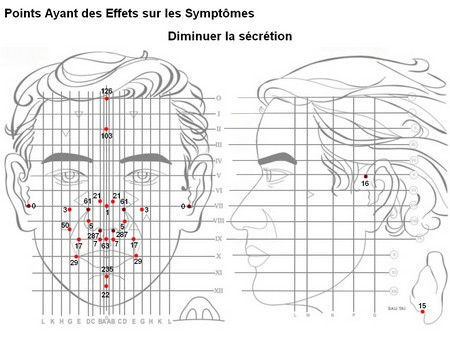 Points Ayant des Effets sur les Symptômes
Diminuer la sécrétion
126
O
I
103
II
III
IV
V
16
VI
21 21
0 3 61 1 61 3 0
VII
50 5 5
VIII
287 287
17 7 63 7 17
IX
29 29
X
235
XI
22
XII
15
L K H G E D C B A A B C D E G H K L